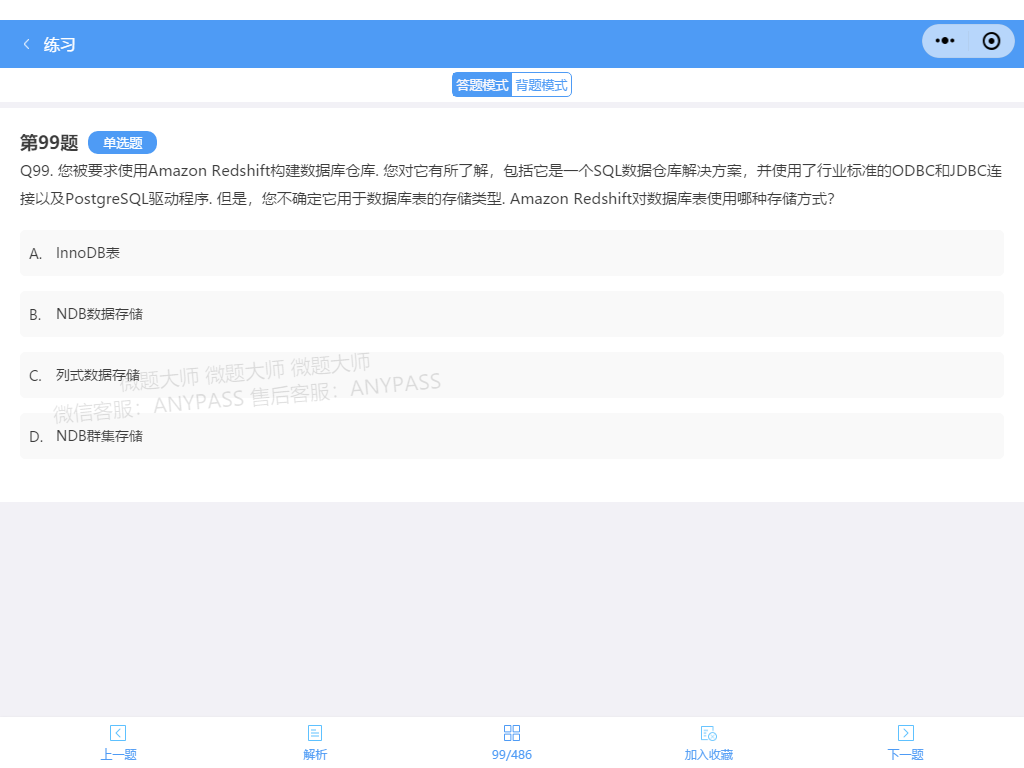 练习
答题模式 背题模式
第99题 单选题
Q99. 您被要求使用Amazon Redshift构建数据库仓库. 您对它有所了解，包括它是一个SQL数据仓库解决方案，并使用了行业标准的ODBC和JDBC连
接以及PostgreSQL驱动程序. 但是，您不确定它用于数据库表的存储类型. Amazon Redshift对数据库表使用哪种存储方式?
A. InnoDB表
B. NDB数据存储
C. 列式数据存储
微题大师 微题大师 微题大师
微信客服：ANYPASS 售后客服：ANYPASS
D. NDB群集存储
上一题 解析 99/486 加入收藏 下一题